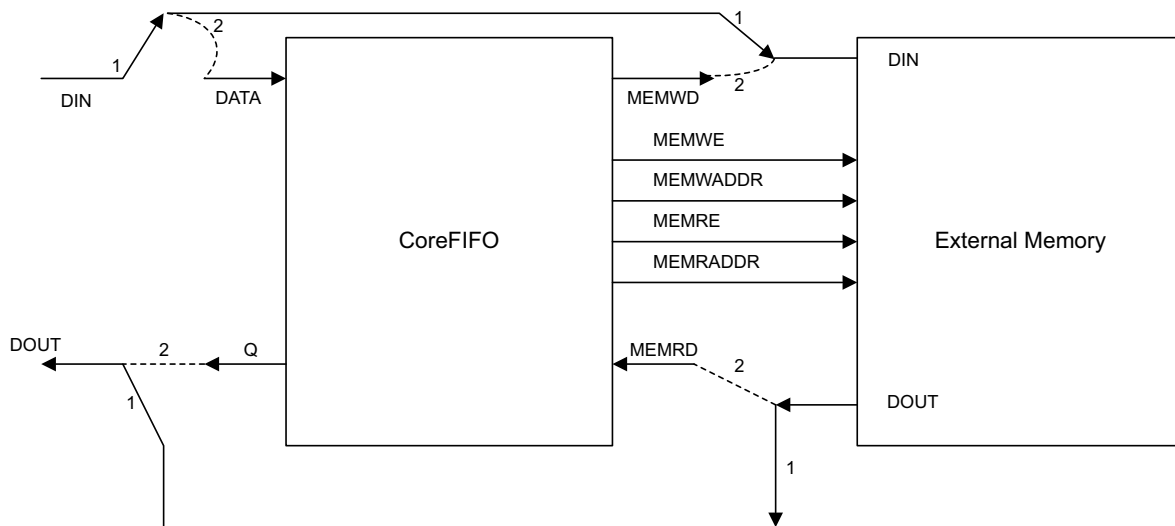 1
2
1
DIN
DATA
MEMWD
2
DIN
MEMWE
MEMWADDR
MEMRE
MEMRADDR
CoreFIFO
External Memory
DOUT
2
Q
MEMRD
2
1
DOUT
1
1